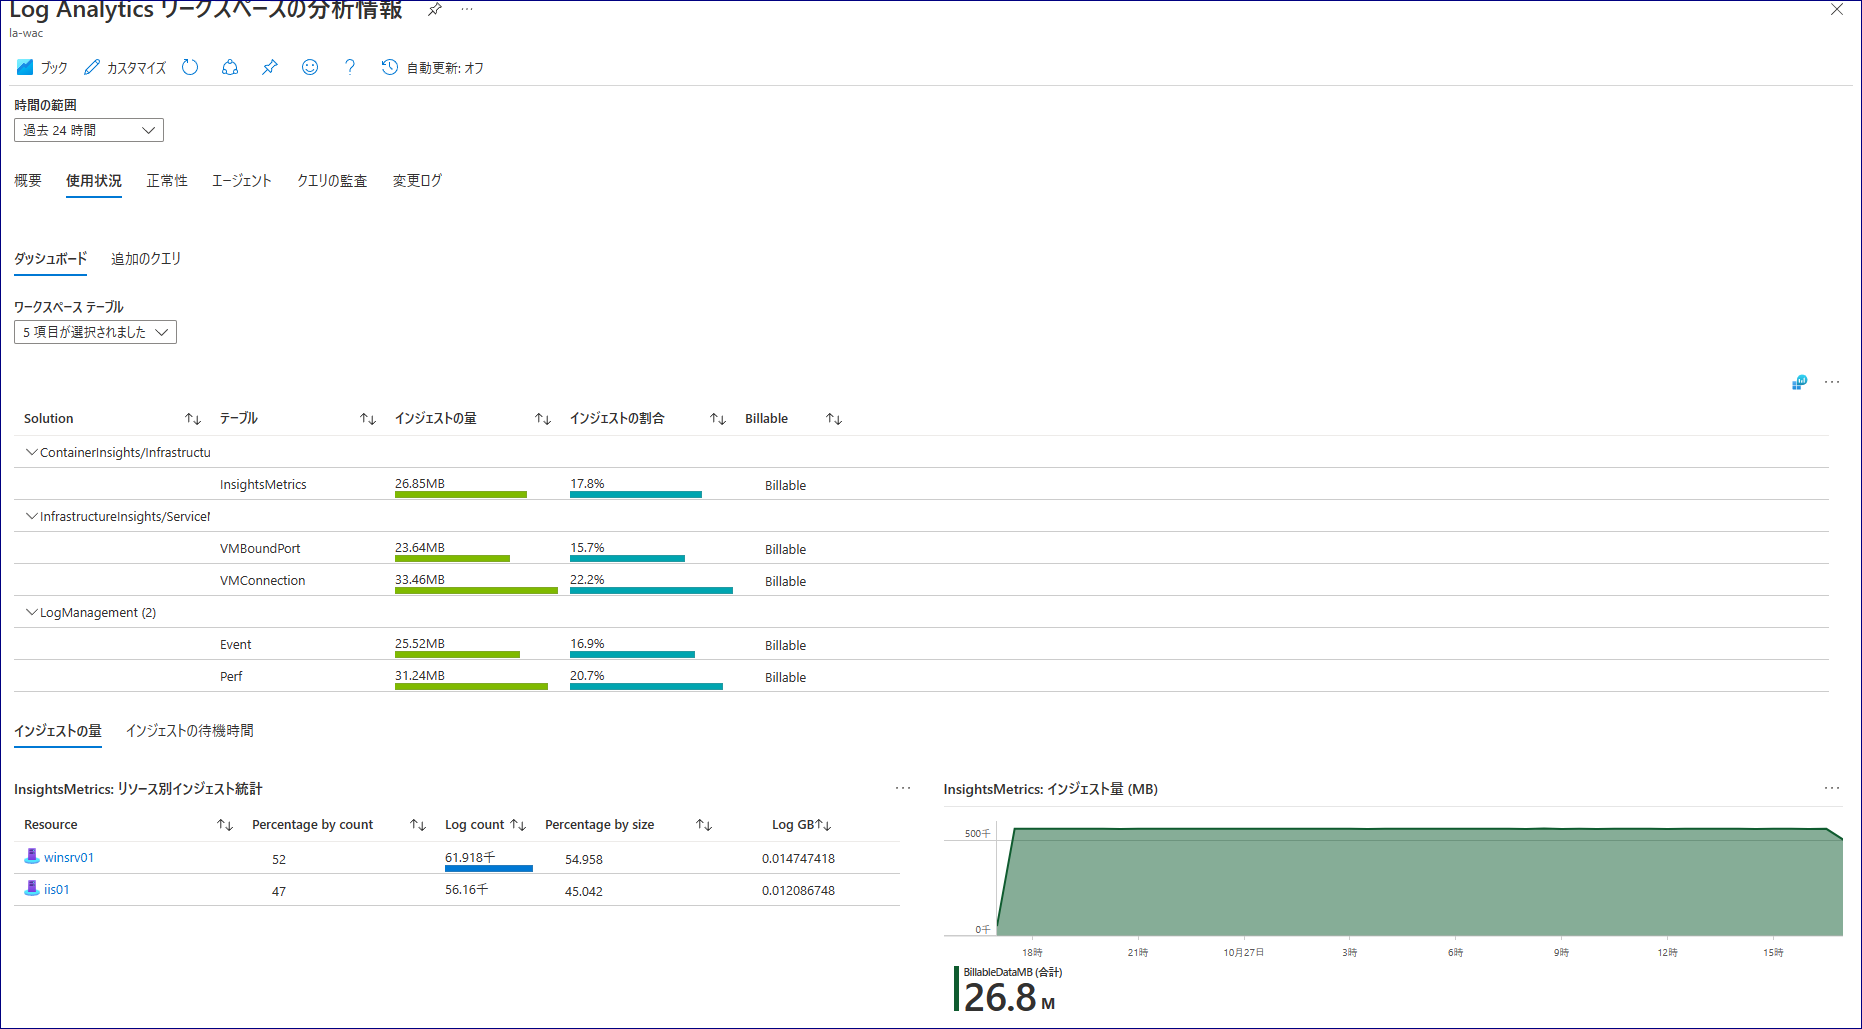 Log Analytics ワークスペースの分析情報 ···
la-wac
ブック カスタマイズ 自動更新: オフ
時間の範囲
過去 24 時間
概要 使用状況 正常性 エージェント クエリの監査 変更ログ
ダッシュボード 追加のクエリ
ワークスペース テーブル
5 項目が選択されました
Solution テーブル インジェストの量 インジェストの割合 Billable
ContainerInsights/Infrastructu
InsightsMetrics 26.85MB 17.8% Billable
InfrastructureInsights/Service
VMBoundPort 23.64MB 15.7% Billable
VMConnection 33.46MB 22.2% Billable
LogManagement (2)
Event 25.52MB 16.9% Billable
Perf 31.24MB 20.7% Billable
インジェストの量 インジェストの待機時間
InsightsMetrics: リソース別インジェスト統計
Resource Percentage by count Log count Percentage by size Log GB
winsrv01 52 61.918千 54.958 0.014747418
iis01 47 56.16千 45.042 0.012086748
InsightsMetrics: インジェスト量 (MB)
500千
0千
18時 21時 10月27日 3時 6時 9時 12時 15時
BillableDataMB (合計)
26.8 M